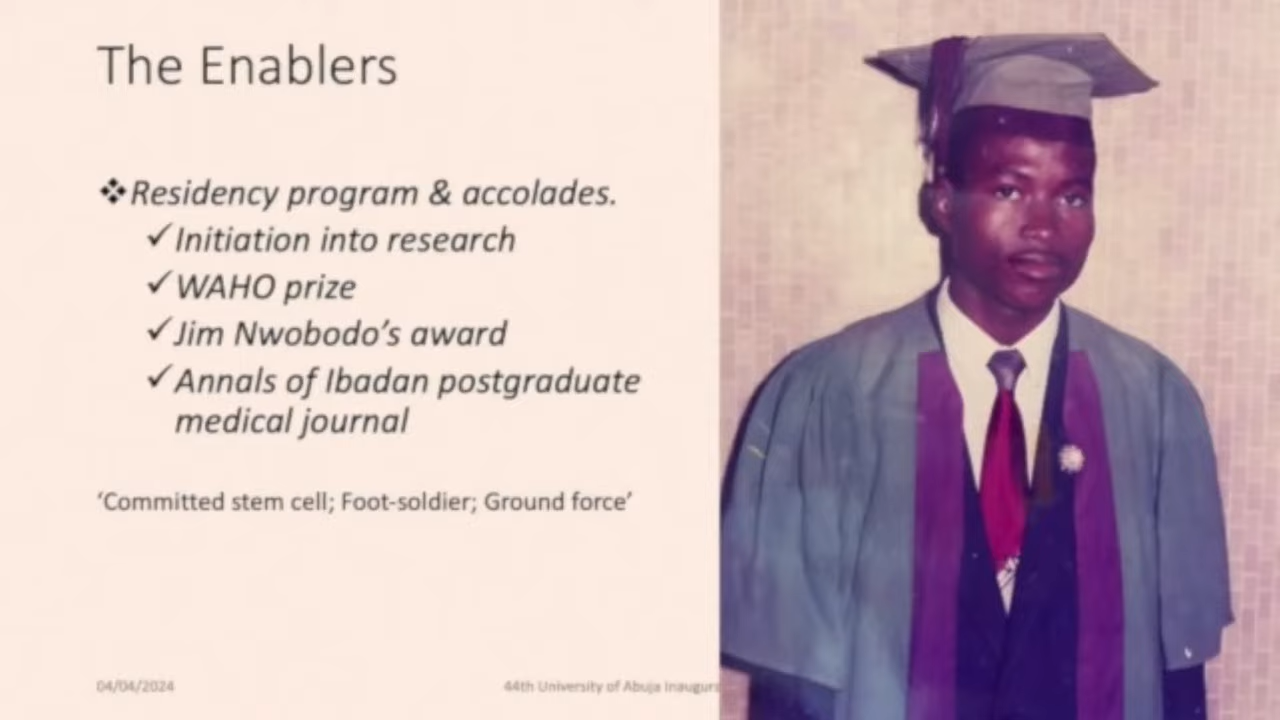 The Enablers
❖Residency program & accolades.
✓Initiation into research
✓WAHO prize
✓Jim Nwobodo’s award
✓Annals of Ibadan postgraduate
medical journal
‘Committed stem cell; Foot-soldier; Ground force’
04/04/2024
44th University of Abuja